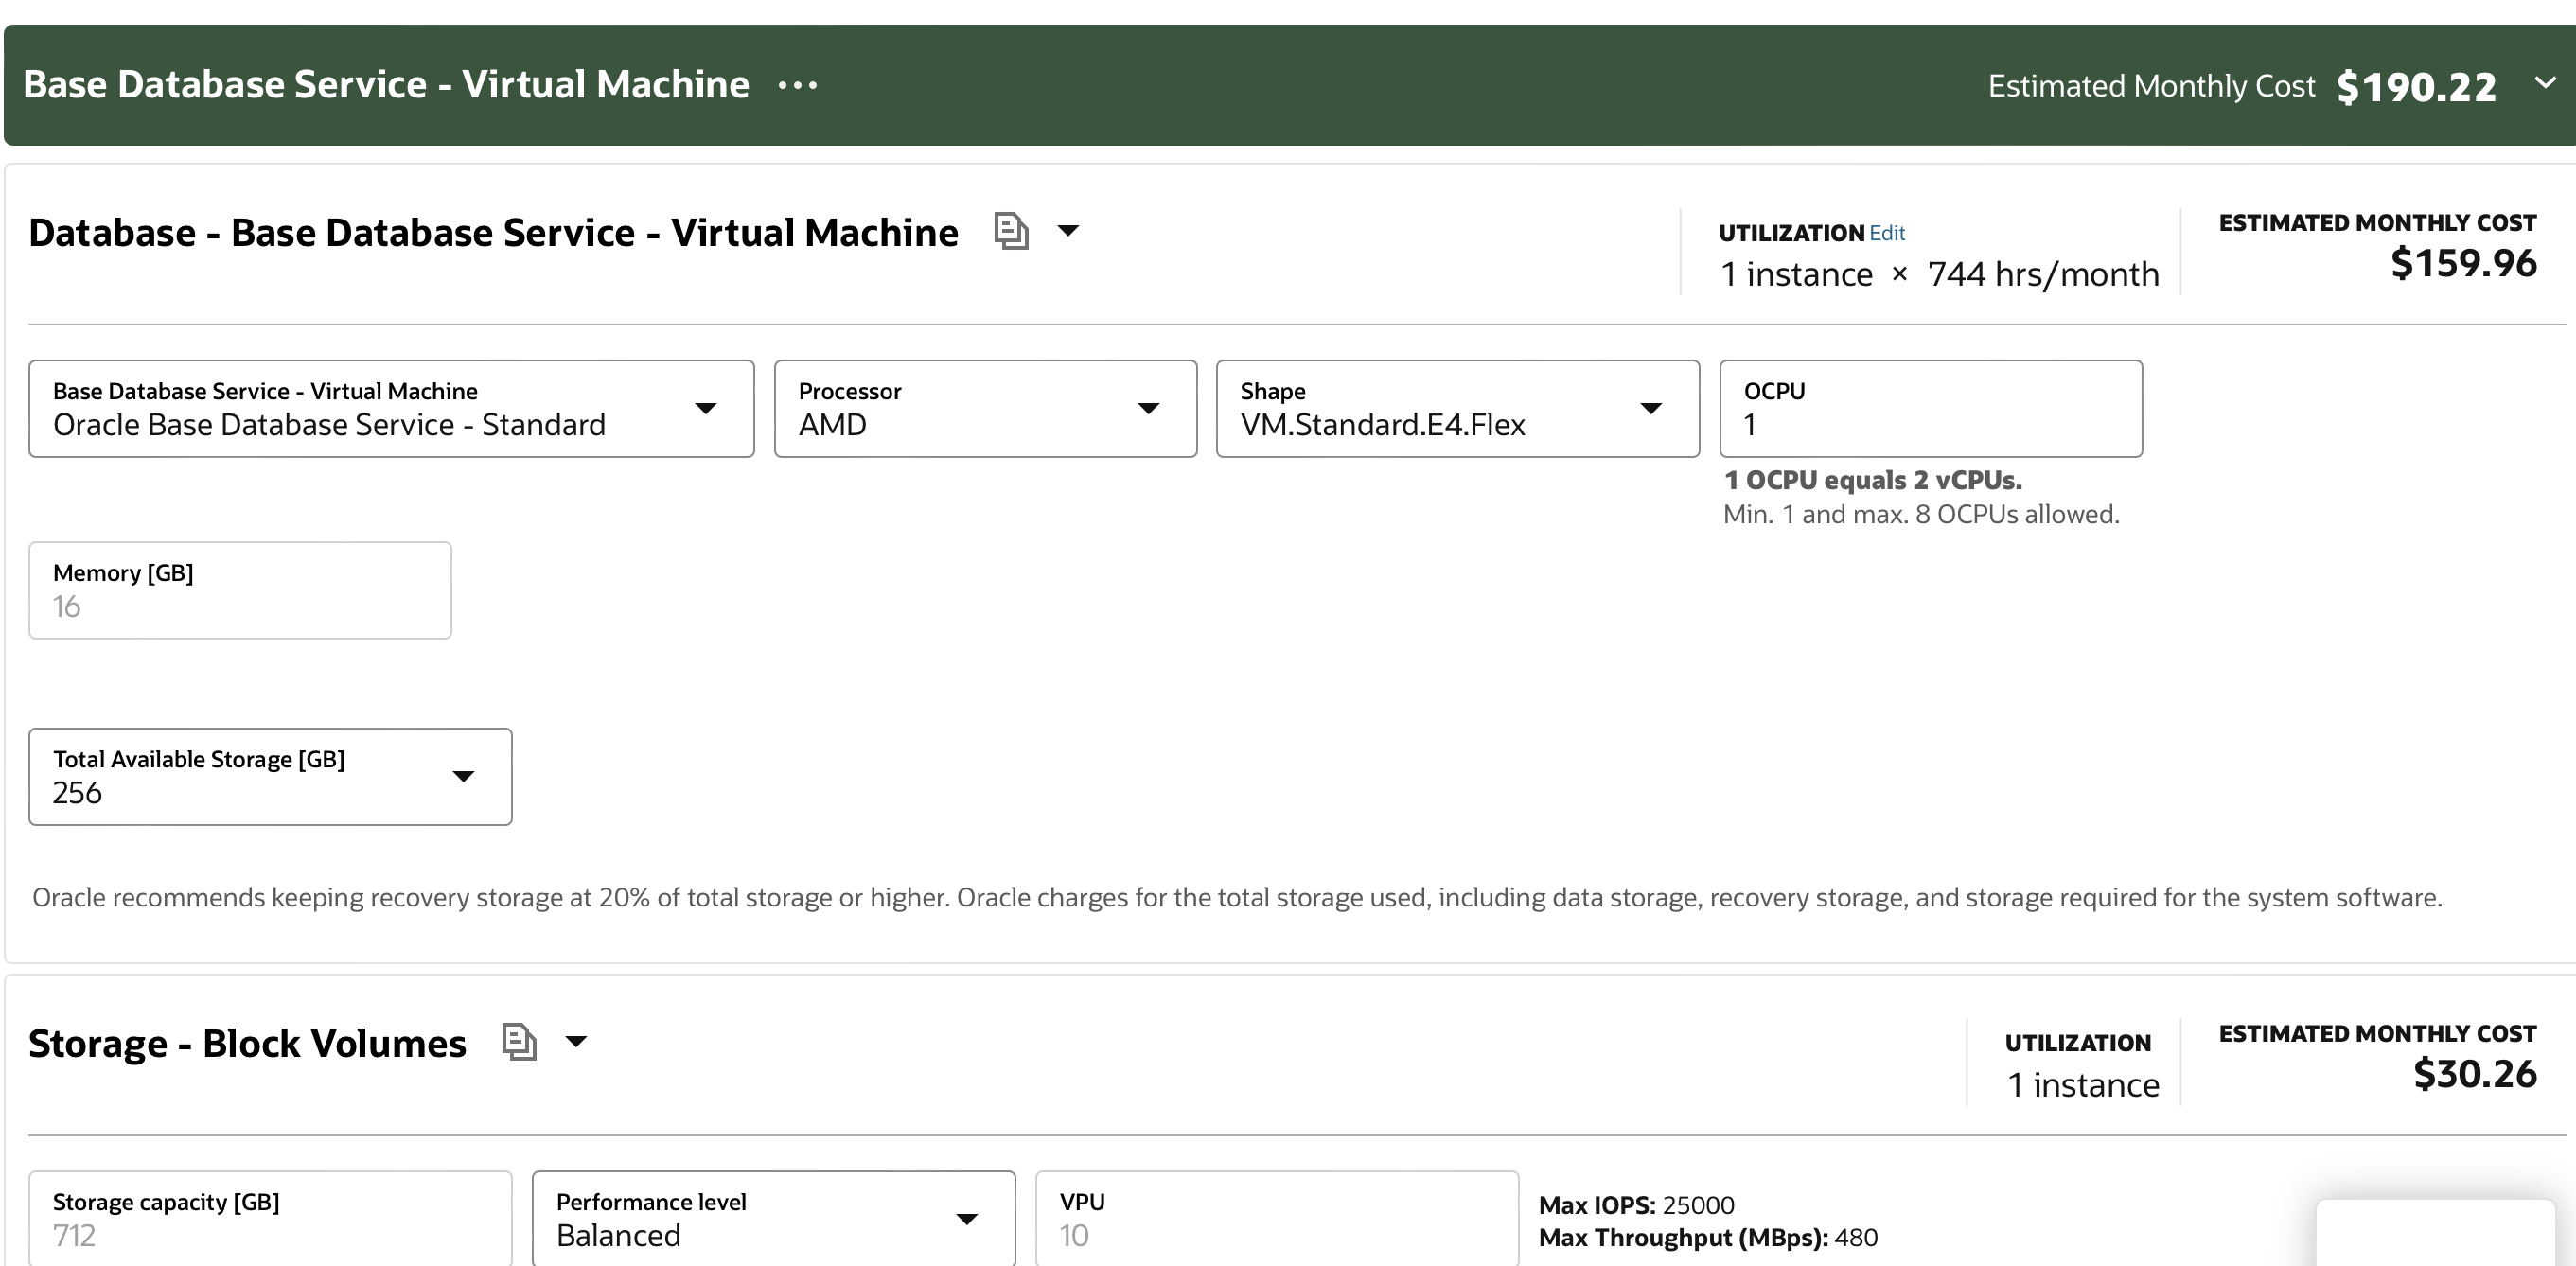 Base Database Service - Virtual Machine ···
Estimated Monthly Cost $190.22
Database - Base Database Service - Virtual Machine
UTILIZATION Edit
1 instance × 744 hrs/month
ESTIMATED MONTHLY COST
$159.96
Base Database Service - Virtual Machine
Oracle Base Database Service - Standard
Processor
AMD
Shape
VM.Standard.E4.Flex
OCPU
1
1 OCPU equals 2 vCPUs.
Min. 1 and max. 8 OCPUs allowed.
Memory [GB]
16
Total Available Storage [GB]
256
Oracle recommends keeping recovery storage at 20% of total storage or higher. Oracle charges for the total storage used, including data storage, recovery storage, and storage required for the system software.
Storage - Block Volumes
UTILIZATION
1 instance
ESTIMATED MONTHLY COST
$30.26
Storage capacity [GB]
712
Performance level
Balanced
VPU
10
Max IOPS: 25000
Max Throughput (MBps): 480